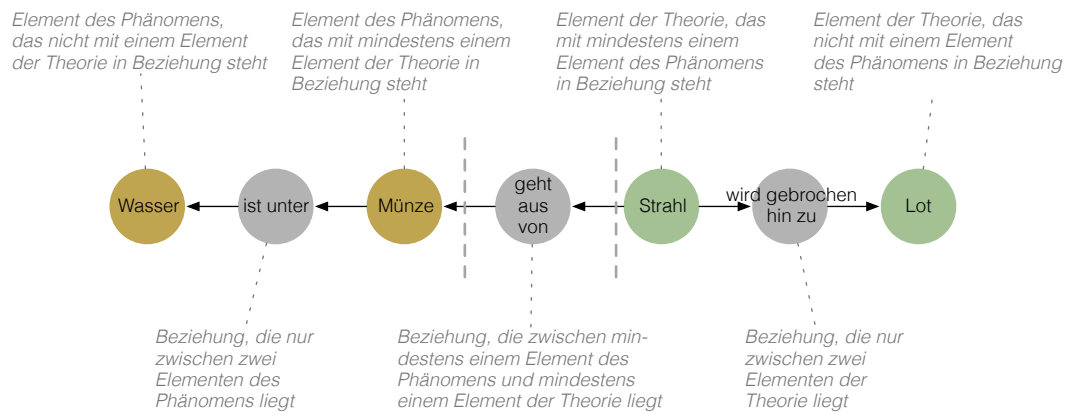 Element des Phänomens,
das nicht mit einem Element
der Theorie in Beziehung steht
Element des Phänomens,
das mit mindestens einem
Element der Theorie in
Beziehung steht
Element der Theorie, das
mit mindestens einem
Element des Phänomens
in Beziehung steht
Element der Theorie, das
nicht mit einem Element
des Phänomens in Beziehung
steht
Wasser
ist unter
Münze
geht
aus
von
Strahl
wird gebrochen
hin zu
Lot
Beziehung, die nur
zwischen zwei
Elementen des
Phänomens liegt
Beziehung, die zwischen min-
destens einem Element des
Phänomens und mindestens
einem Element der Theorie liegt
Beziehung, die nur
zwischen zwei
Elementen der
Theorie liegt